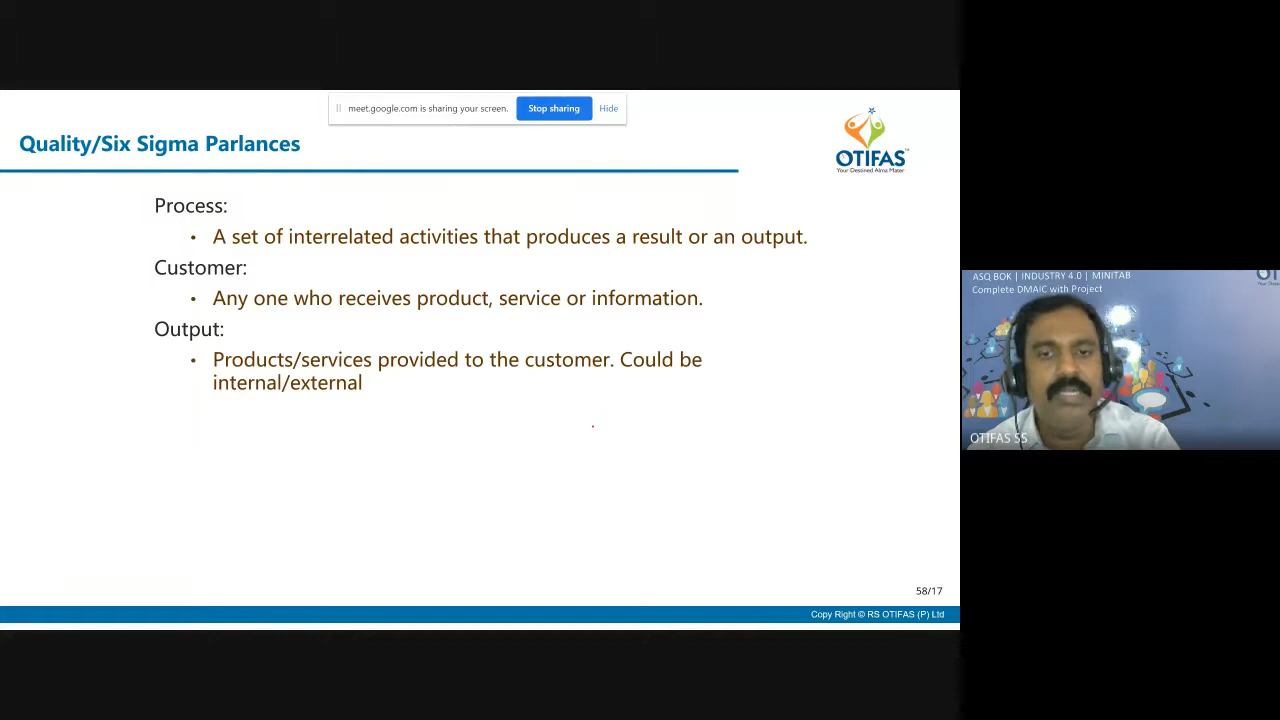 meet.google.com is sharing your screen.
Stop sharing
Hide
Quality/Six Sigma Parlances
OTIFAS
Your Destined Alma Mater
Process:
• A set of interrelated activities that produces a result or an output.
Customer:
• Any one who receives product, service or information.
Output:
• Products/services provided to the customer. Could be
internal/external
58/17
Copy Right © RS OTIFAS (P) Ltd
ASQ BOK | INDUSTRY 4.0 | MINITAB
Complete DMAIC with Project
OTIFAS SS